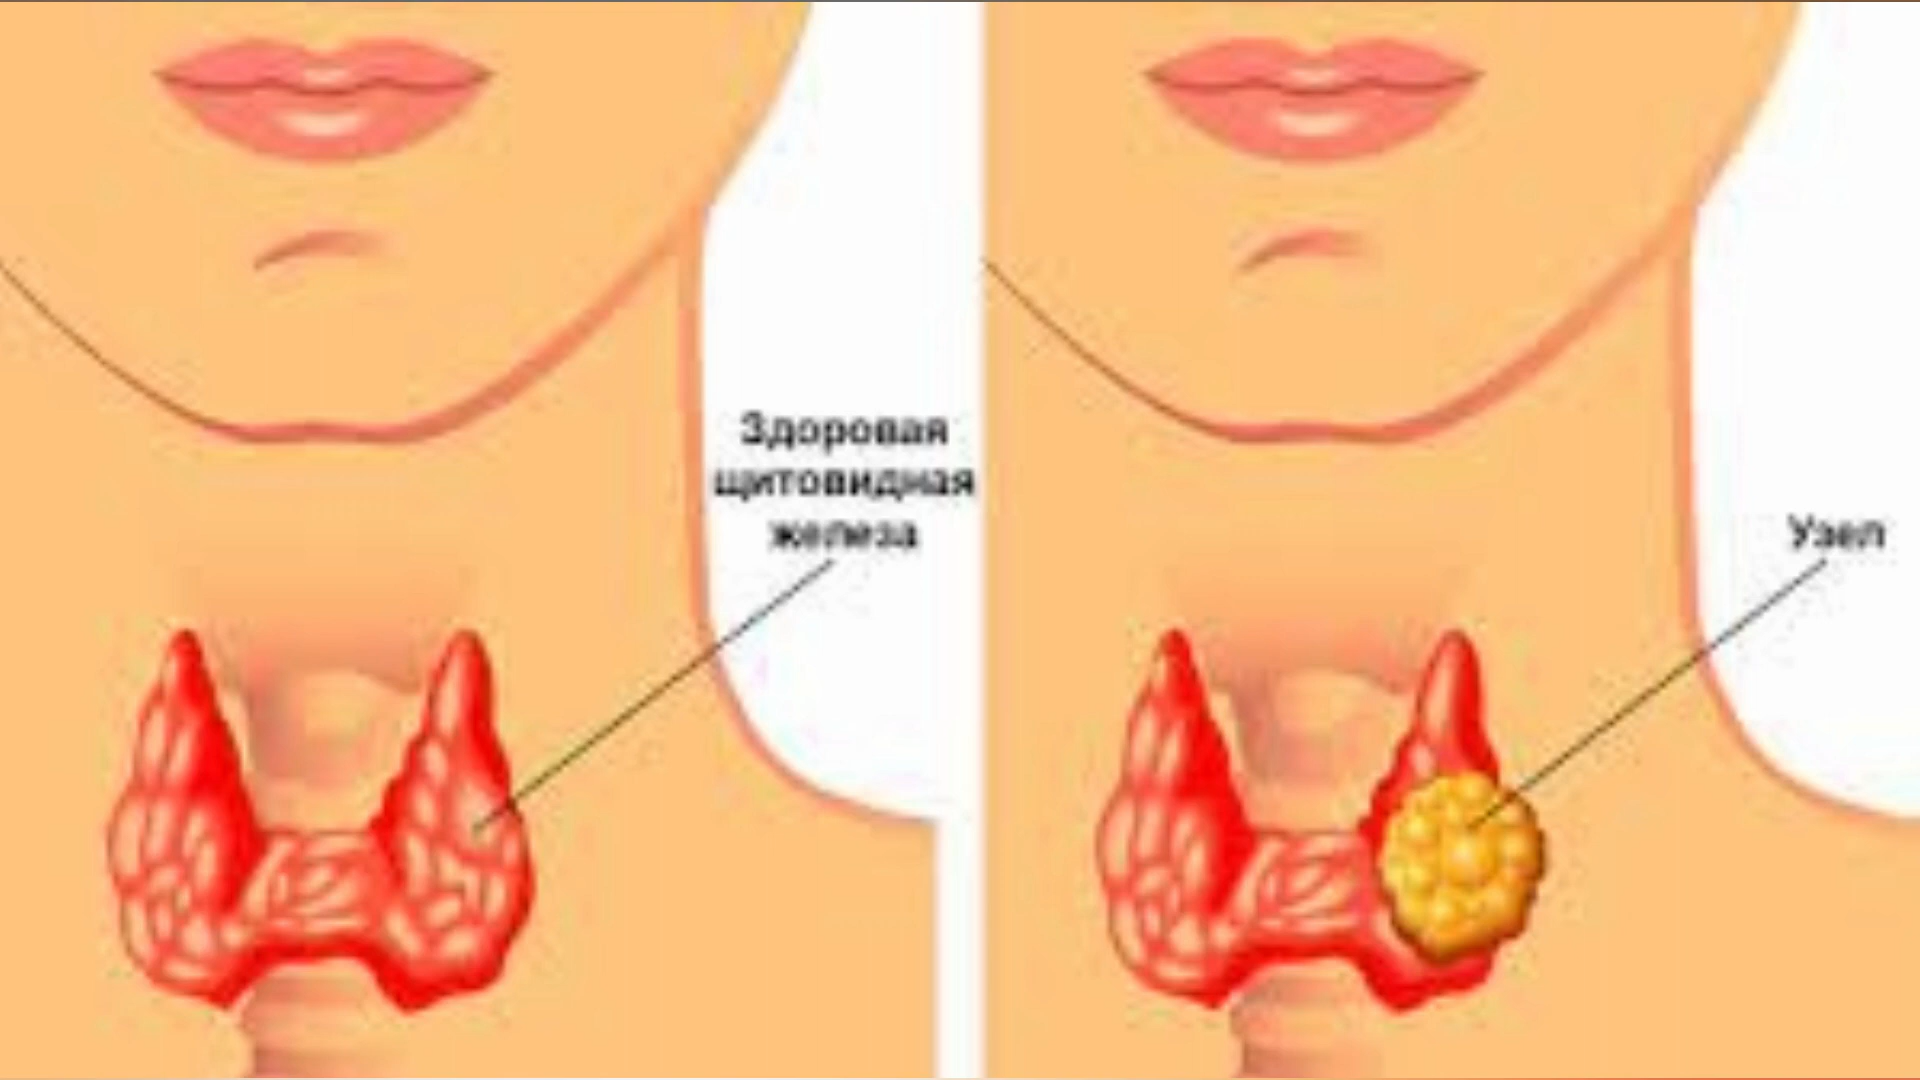 Здоровая
щитовидная
железа
Узел